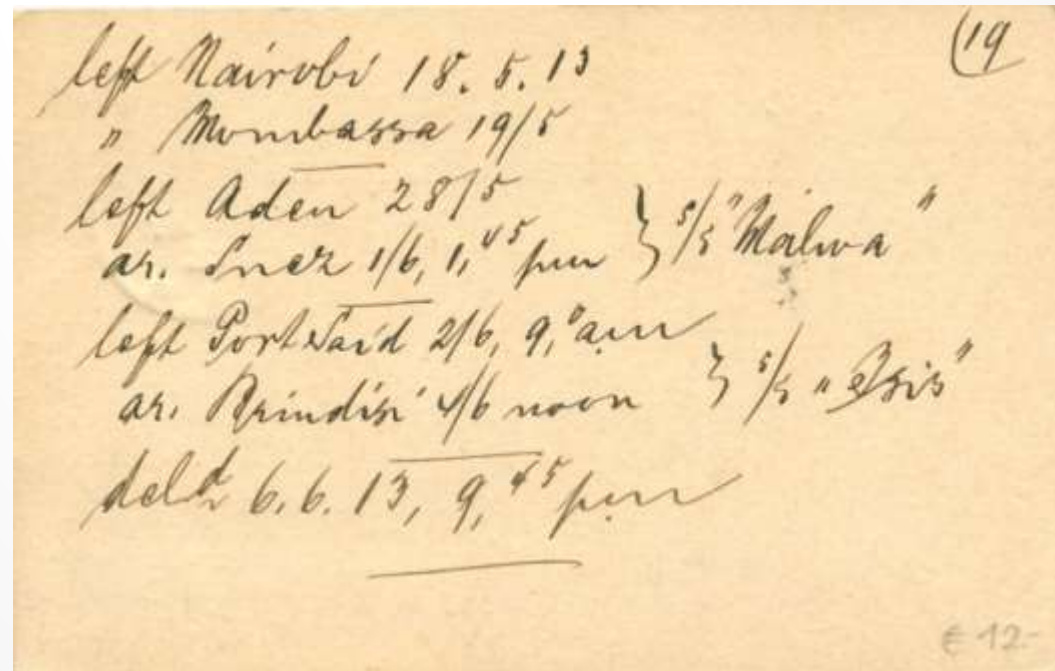 (19
left Nairobi 18. 5. 13
" Mombassa 19/5
left Aden 28/5
ar. Suez 1/6, 1,45 pm } s/s "Malwa"
left Port Said 2/6, 9,0 am
ar. Brindisi 4/6 noon } s/s "Isis"
deld 6. 6. 13, 9,45 pm
€ 12.-